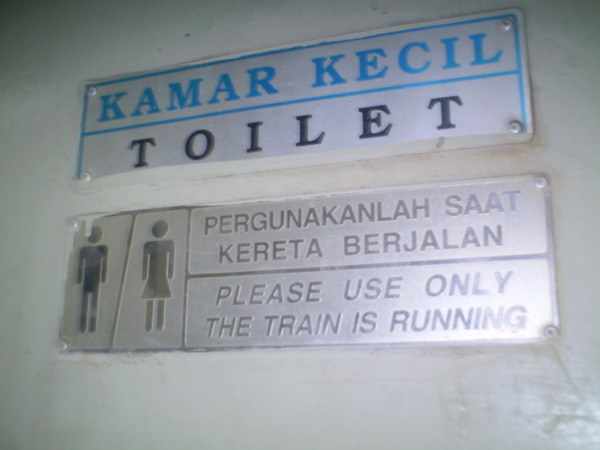 KAMAR KECIL
TOILET
PERGUNAKANLAH SAAT
KERETA BERJALAN
PLEASE USE ONLY
THE TRAIN IS RUNNING